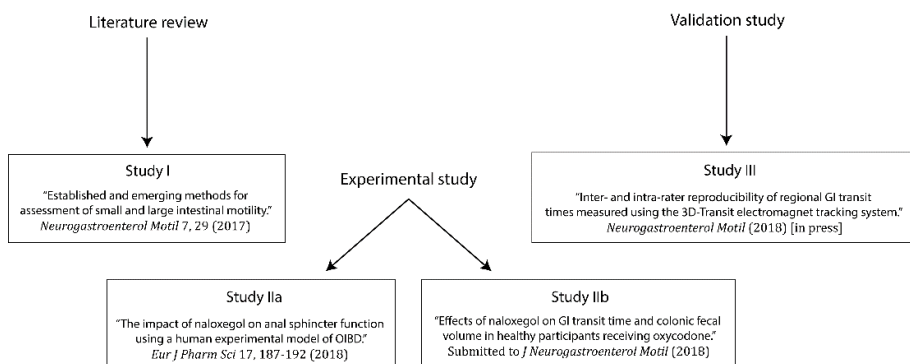 Literature review
Validation study
Study I
"Established and emerging methods for
assessment of small and large intestinal motility."
Neurogastroenterol Motil 7, 29 (2017)
Experimental study
Study III
"Inter- and intra-rater reproducibility of regional GI transit
times measured using the 3D-Transit electromagnet tracking system."
Neurogastroenterol Motil (2018) [in press]
Study IIa
"The impact of naloxegol on anal sphincter function
using a human experimental model of OIBD."
Eur J Pharm Sci 17, 187-192 (2018)
Study IIb
"Effects of naloxegol on GI transit time and colonic fecal
volume in healthy participants receiving oxycodone."
Submitted to J Neurogastroenterol Motil (2018)